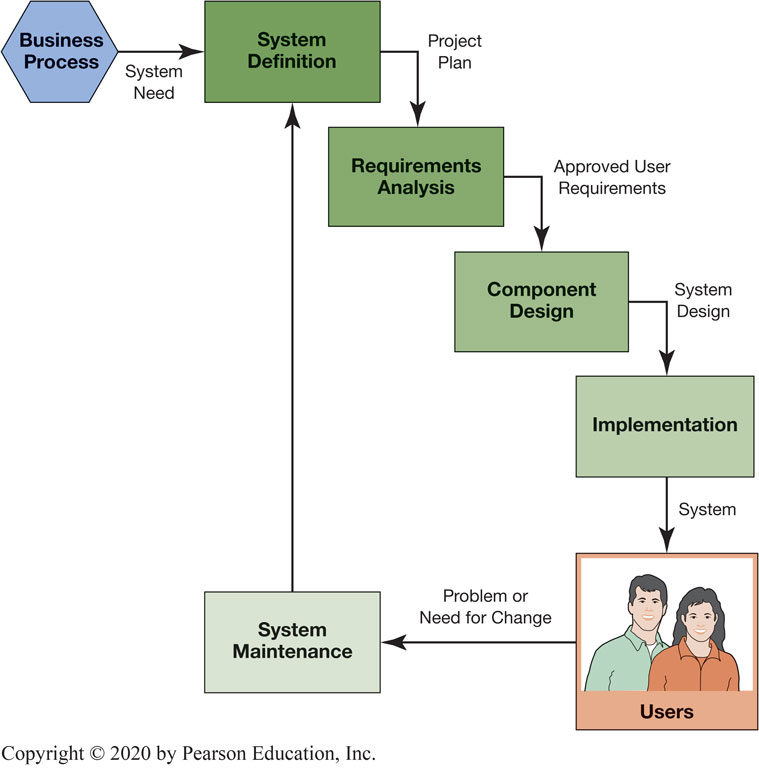 Business
Process
System
Need
System
Definition
Project
Plan
Requirements
Analysis
Approved User
Requirements
Component
Design
System
Design
Implementation
System
Users
Problem or
Need for Change
System
Maintenance
Copyright © 2020 by Pearson Education, Inc.